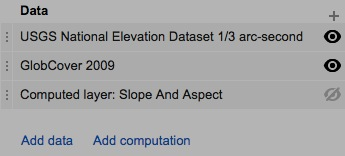 Data
USGS National Elevation Dataset 1/3 arc-second
GlobCover 2009
Computed layer: Slope And Aspect
Add data Add computation